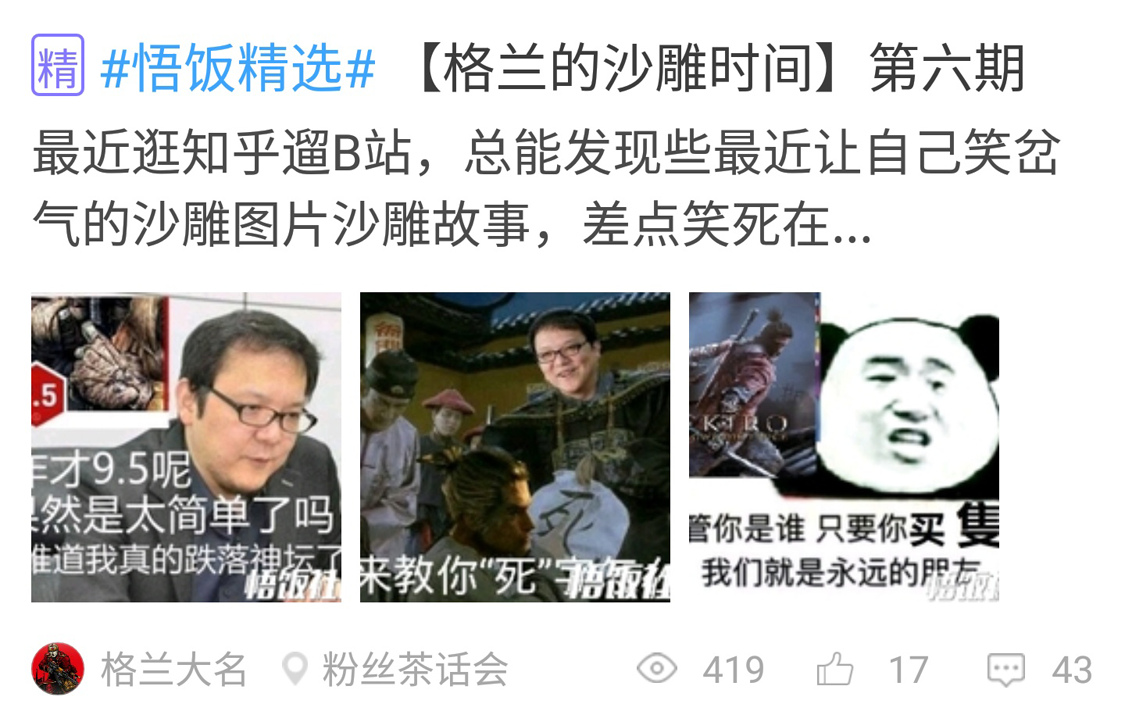 精 #悟饭精选# 【格兰的沙雕时间】第六期
最近逛知乎遛B站，总能发现些最近让自己笑岔
气的沙雕图片沙雕故事，差点笑死在...
.5
才9.5呢
然是太简单了吗
道我真的跌落神坛了
悟饭社
死
来教你“死”字
悟饭社
KIRO
管你是谁 只要你买 隻
我们就是永远的朋友
悟饭
格兰大名 粉丝茶话会 419 17 43